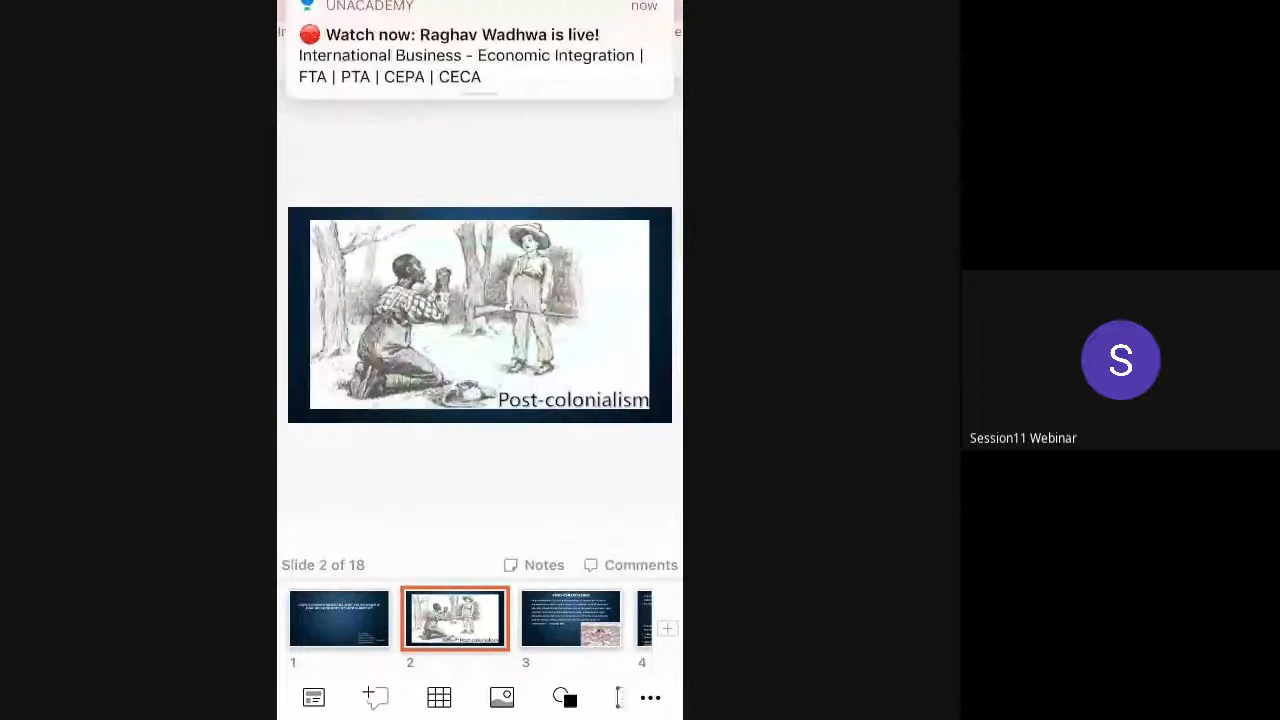 UNACADEMY
now
Watch now: Raghav Wadhwa is live!
International Business - Economic Integration |
FTA | PTA | CEPA | CECA
Post-colonialism
S
Session11 Webinar
Slide 2 of 18
Notes
Comments
1
2
3
4